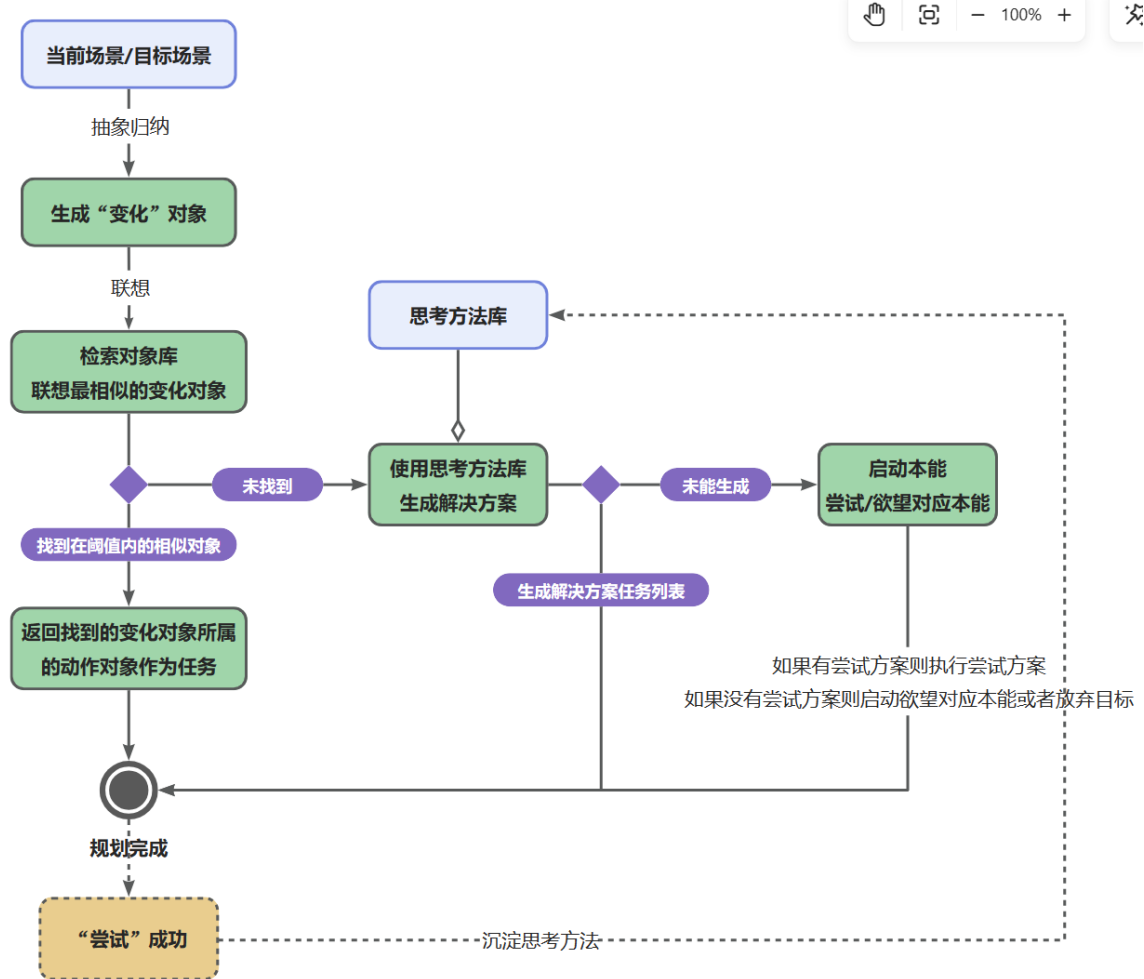 100%
当前场景/目标场景
抽象归纳
生成“变化”对象
联想
思考方法库
检索对象库
联想最相似的变化对象
未找到
使用思考方法库
生成解决方案
未能生成
启动本能
尝试/欲望对应本能
找到在阈值内的相似对象
生成解决方案任务列表
返回找到的变化对象所属
的动作对象作为任务
如果有尝试方案则执行尝试方案
如果没有尝试方案则启动欲望对应本能或者放弃目标
规划完成
“尝试”成功
沉淀思考方法